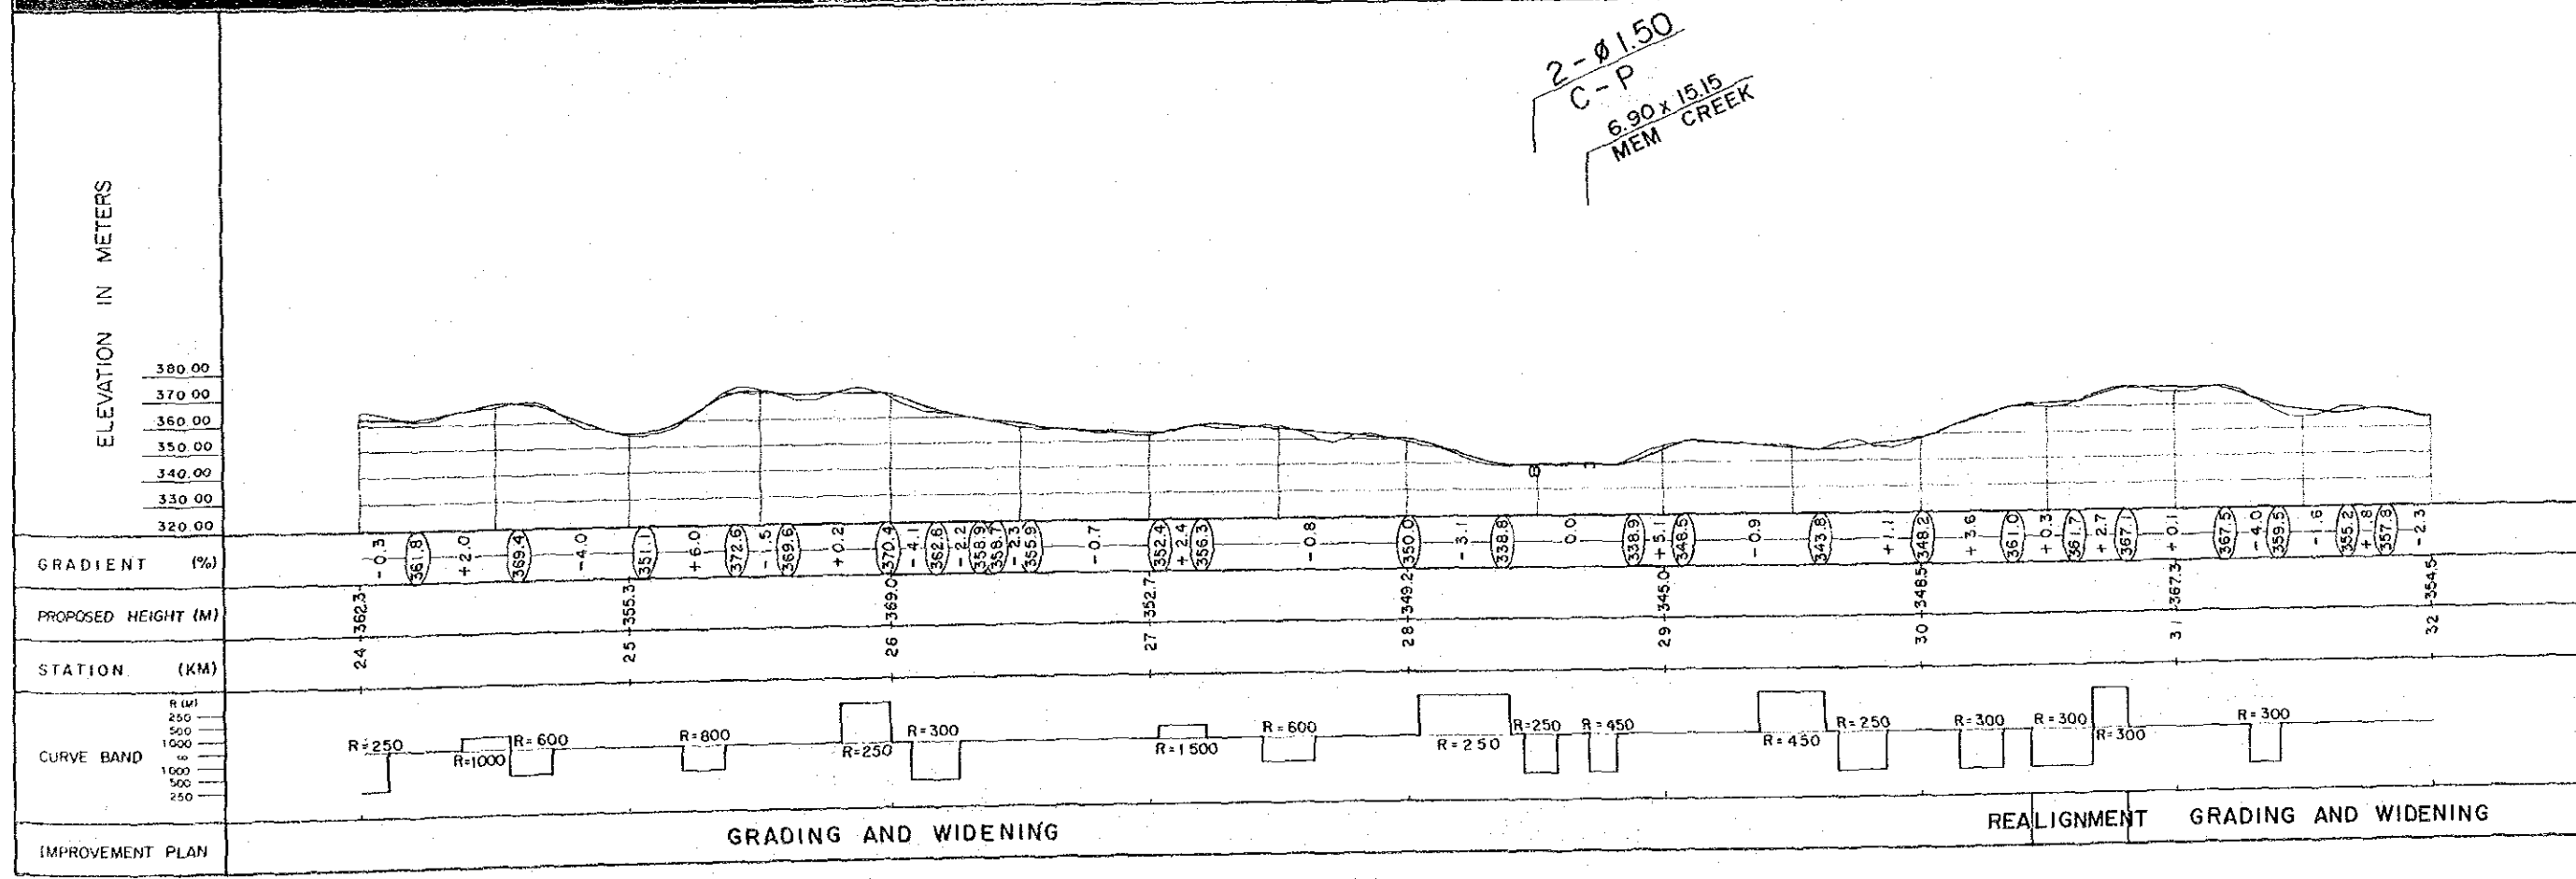 2 - Ø 1.50
C - P
6.90 x 15.15
MEM CREEK
ELEVATION IN METERS
380.00
370.00
360.00
350.00
340.00
330.00
320.00
GRADIENT (%)
-0.3 361.8 +2.0 369.4 -4.0 351.1 +6.0 372.6 -1.5 369.6 +0.2 370.4 -4.1 362.6 -2.2 358.9 358.7 -2.3 355.9 -0.7 352.4 +2.4 356.3 -0.8 350.0 -3.1 338.8 0.0 338.9 +5.1 348.5 -0.9 343.8 +1.1 348.2 +3.6 361.0 +0.3 361.7 +2.7 367.1 +0.1 367.5 -4.0 359.5 -1.6 355.2 +1.8 357.8 -2.3
PROPOSED HEIGHT (M)
362.3 355.3 369.0 352.7 349.2 345.0 348.5 367.3 354.5
STATION (KM)
24 25 26 27 28 29 30 31 32
CURVE BAND
R (M)
250
500
1000
∞
1000
500
250
R=250 R=1000 R=600 R=800 R=250 R=300 R=1500 R=600 R=250 R=250 R=450 R=450 R=250 R=300 R=300 R=300 R=300
IMPROVEMENT PLAN
GRADING AND WIDENING REALIGNMENT GRADING AND WIDENING